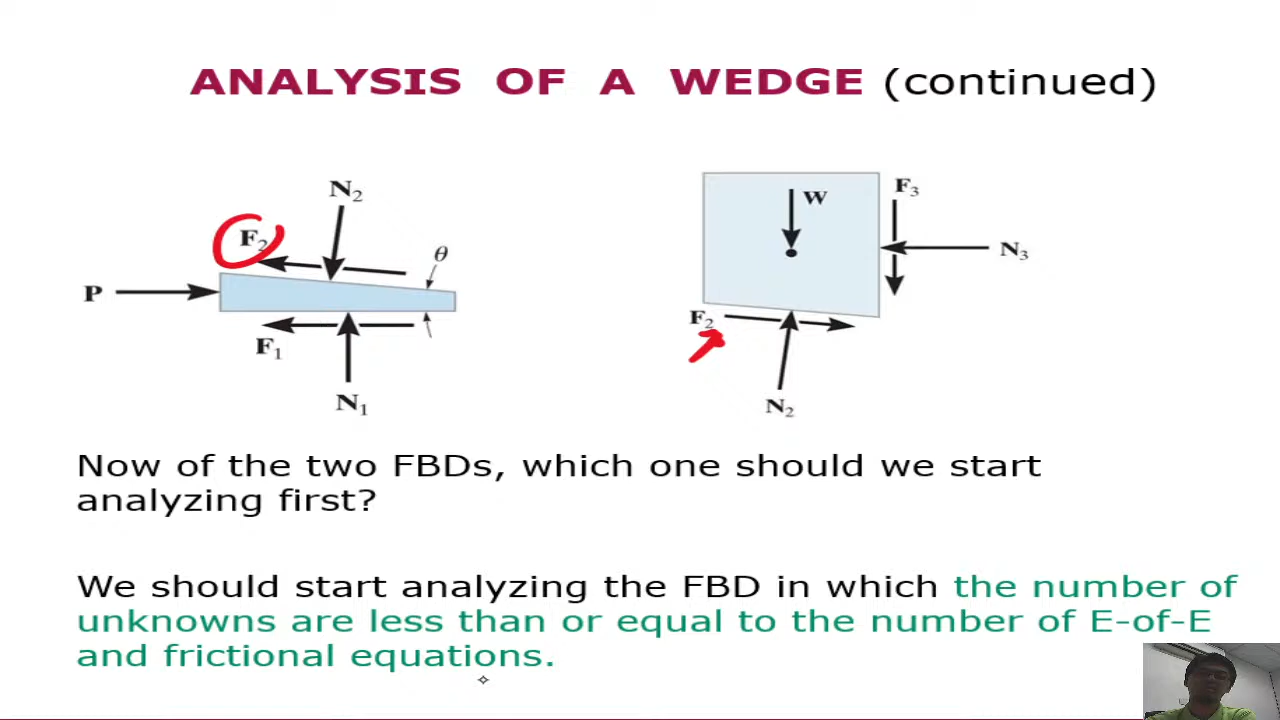 ANALYSIS OF A WEDGE (continued)
N₂
F₂
θ
P
F₁
N₁
W
F₃
N₃
F₂
N₂
Now of the two FBDs, which one should we start
analyzing first?
We should start analyzing the FBD in which the number of
unknowns are less than or equal to the number of E-of-E
and frictional equations.